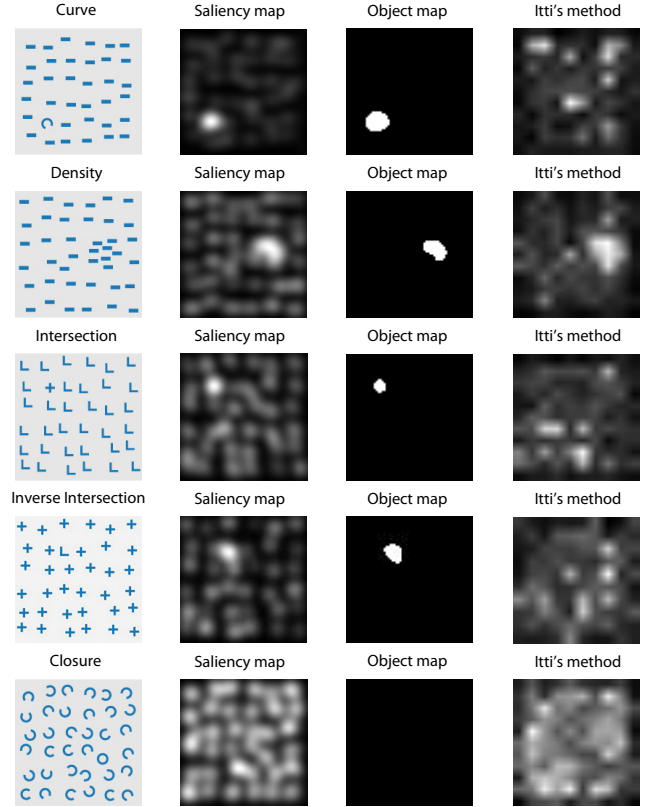 Curve Saliency map Object map Itti's method
Density Saliency map Object map Itti's method
Intersection Saliency map Object map Itti's method
Inverse Intersection Saliency map Object map Itti's method
Closure Saliency map Object map Itti's method